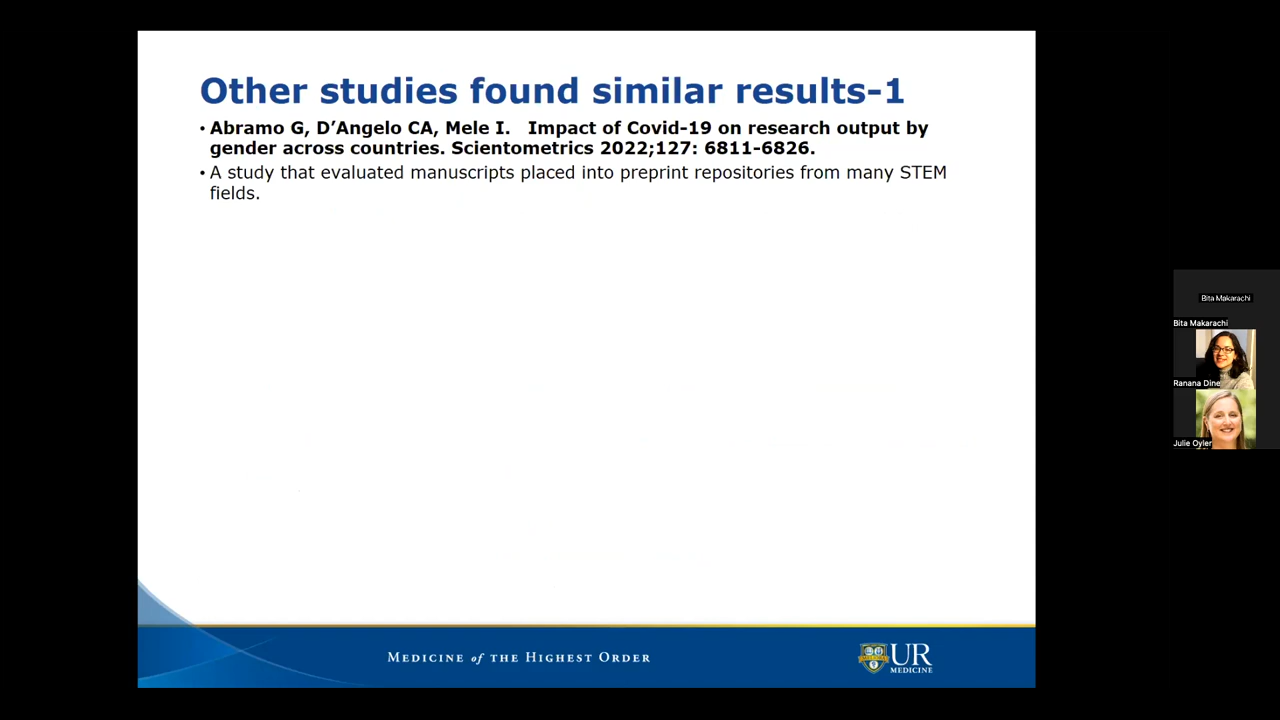 Other studies found similar results-1
• Abramo G, D’Angelo CA, Mele I. Impact of Covid-19 on research output by
gender across countries. Scientometrics 2022;127: 6811-6826.
• A study that evaluated manuscripts placed into preprint repositories from many STEM
fields.
MEDICINE of THE HIGHEST ORDER
UR
MEDICINE
Bita Makarachi
Bita Makarachi
Ranana Dine
Julie Oyler